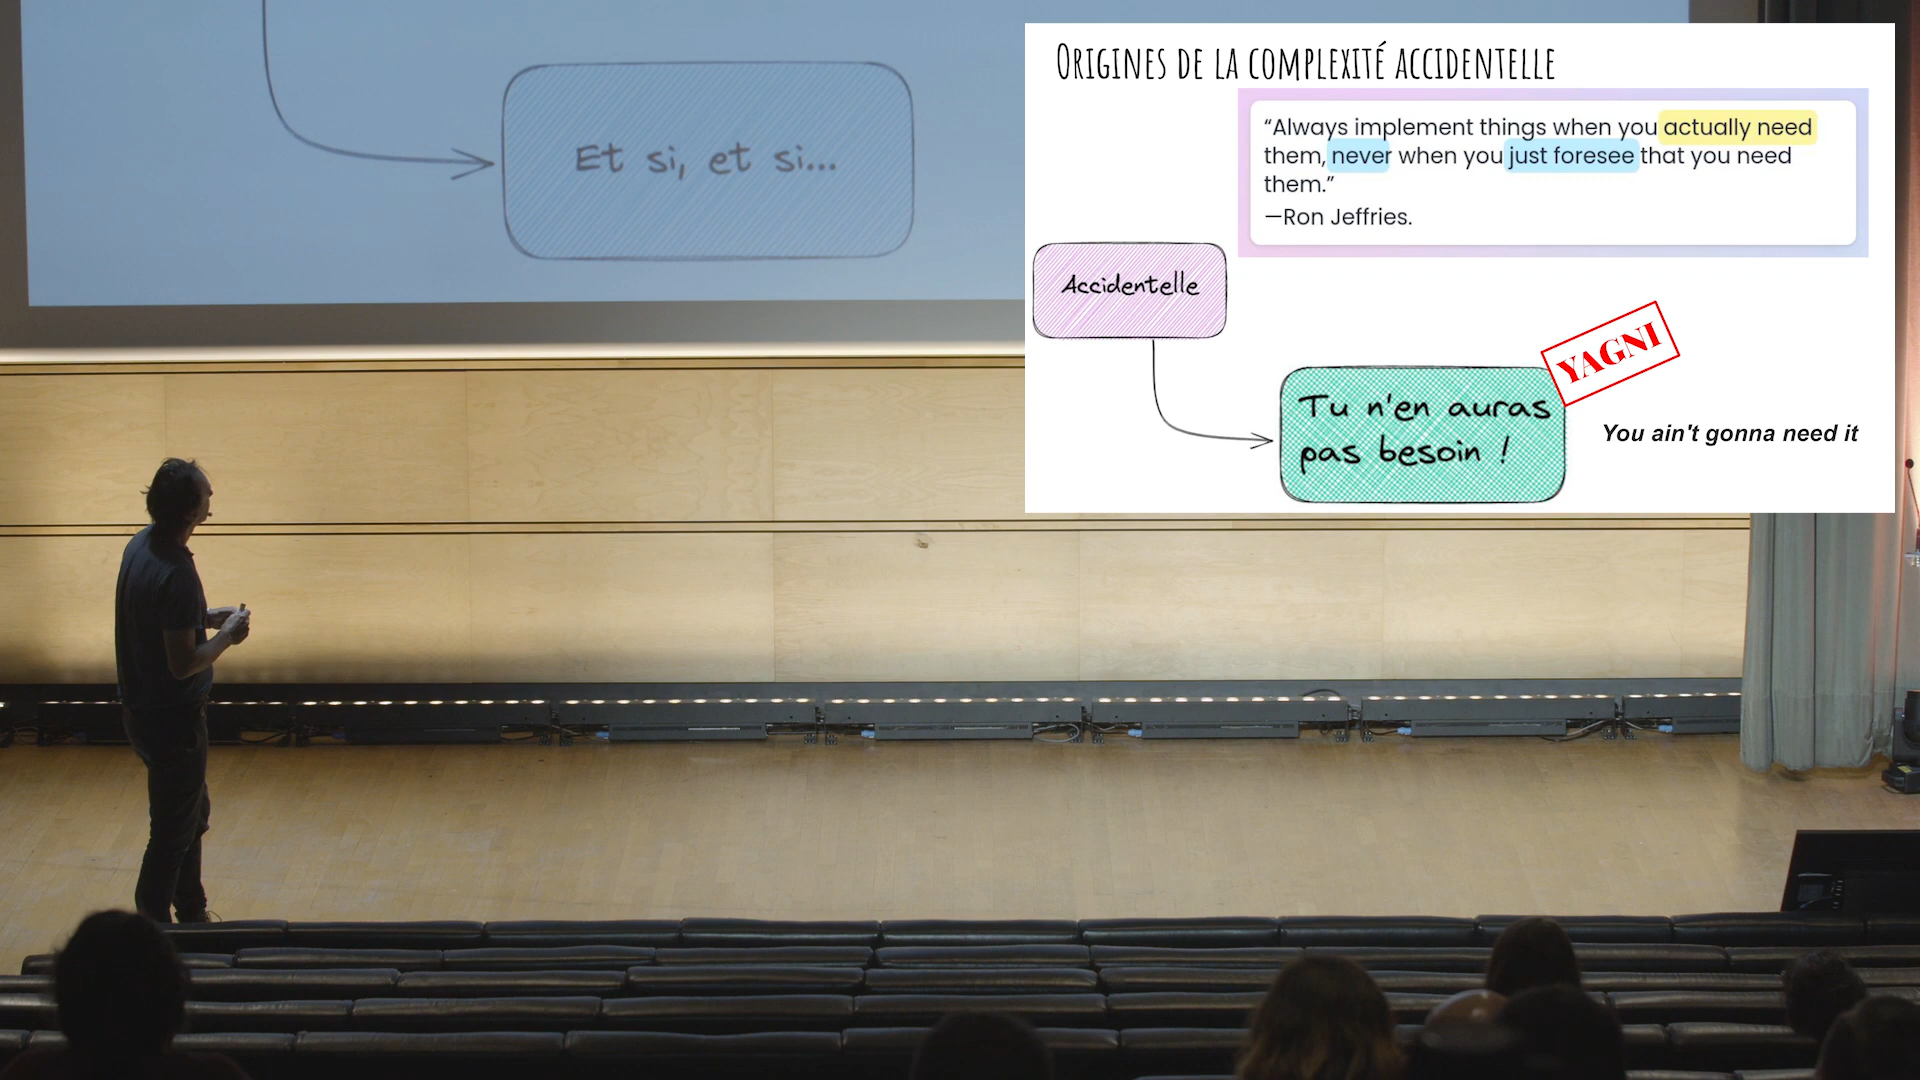 Et si, et si...
ORIGINES DE LA COMPLEXITÉ ACCIDENTELLE
“Always implement things when you actually need
them, never when you just foresee that you need
them.”
—Ron Jeffries.
Accidentelle
YAGNI
Tu n'en auras
pas besoin !
You ain't gonna need it